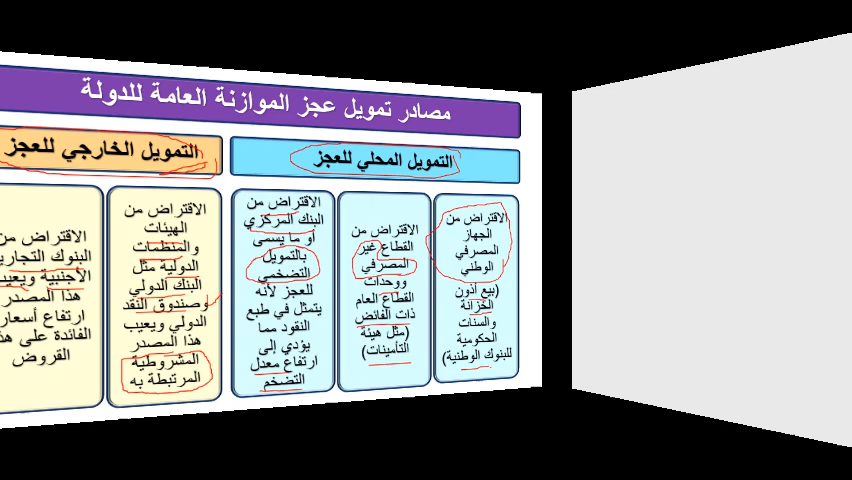 مصادر تمويل عجز الموازنة العامة للدولة
التمويل المحلي للعجز
التمويل الخارجي للعجز
الاقتراض من
الجهاز
المصرفي
الوطني
(بيع أذون
الخزانة
والسنات
الحكومية
للبنوك الوطنية)
الاقتراض من
القطاع غير
المصرفي
ووحدات
القطاع العام
ذات الفائض
(مثل هيئة
التأمينات)
الاقتراض من
البنك المركزي
أو ما يسمى
بالتمويل
التضخمي
للعجز لأنه
يتمثل في طبع
النقود مما
يؤدي إلى
ارتفاع معدل
التضخم
الاقتراض من
الهيئات
والمنظمات
الدولية مثل
البنك الدولي
وصندوق النقد
الدولي ويعيب
هذا المصدر
المشروطية
المرتبطة به
الاقتراض من
البنوك التجارية
الأجنبية ويعيب
هذا المصدر
ارتفاع أسعار
الفائدة على
القروض